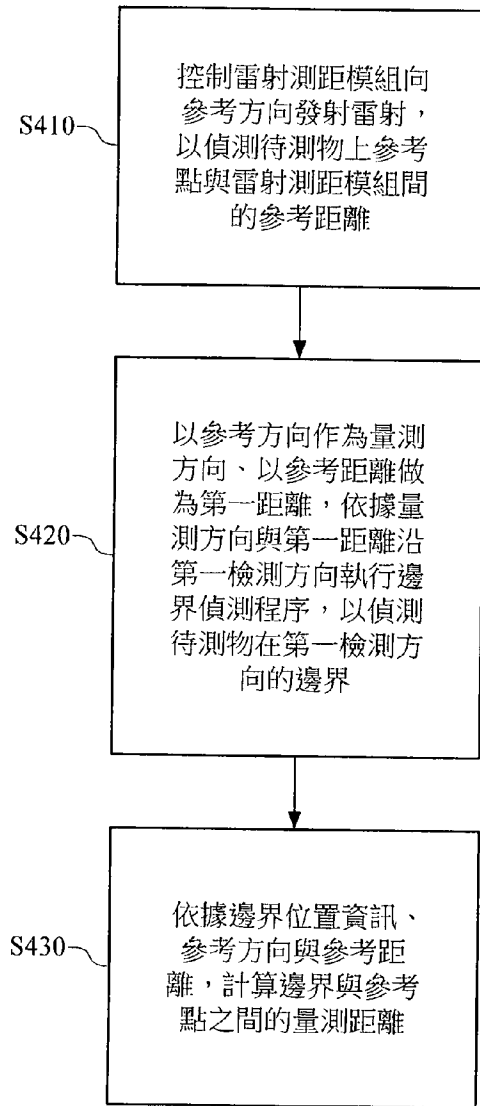 S410
控制雷射測距模組向
參考方向發射雷射，
以偵測待測物上參考
點與雷射測距模組間
的參考距離
S420
以參考方向作為量測
方向、以參考距離做
為第一距離，依據量
測方向與第一距離沿
第一檢測方向執行邊
界偵測程序，以偵測
待測物在第一檢測方
向的邊界
S430
依據邊界位置資訊、
參考方向與參考距
離，計算邊界與參考
點之間的量測距離